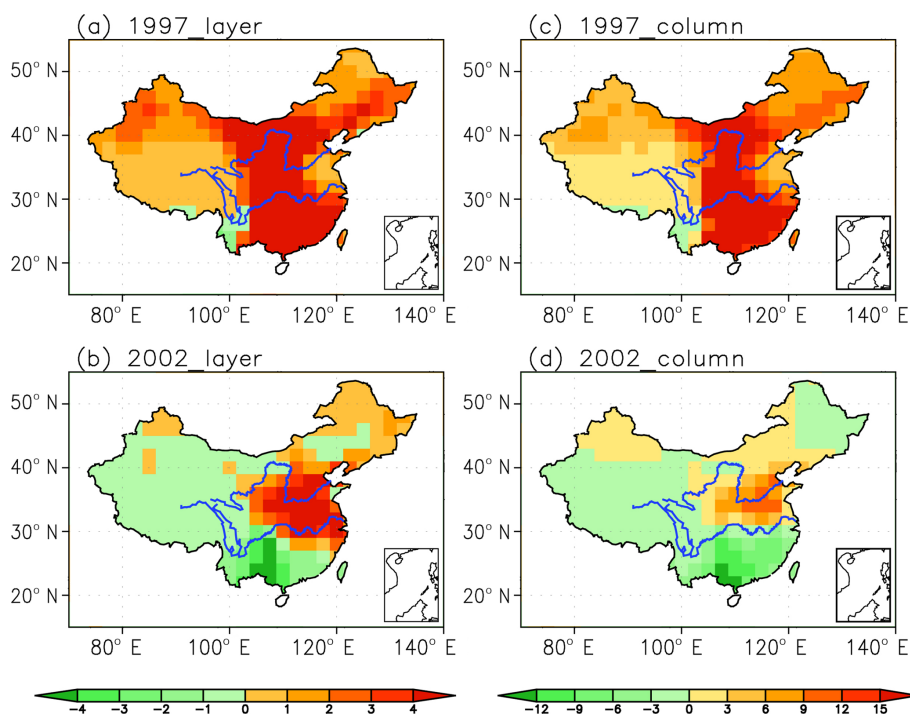 (a) 1997_layer
(c) 1997_column
50° N
40° N
30° N
20° N
50° N
40° N
30° N
20° N
80° E 100° E 120° E 140° E
80° E 100° E 120° E 140° E
(b) 2002_layer
(d) 2002_column
50° N
40° N
30° N
20° N
50° N
40° N
30° N
20° N
80° E 100° E 120° E 140° E
80° E 100° E 120° E 140° E
-4 -3 -2 -1 0 1 2 3 4
-12 -9 -6 -3 0 3 6 9 12 15